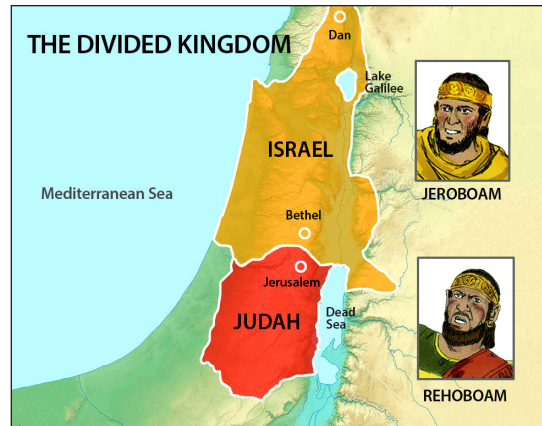 THE DIVIDED KINGDOM
Dan
Lake
Galilee
ISRAEL
Mediterranean Sea
JEROBOAM
Bethel
Jerusalem
JUDAH
Dead
Sea
REHOBOAM